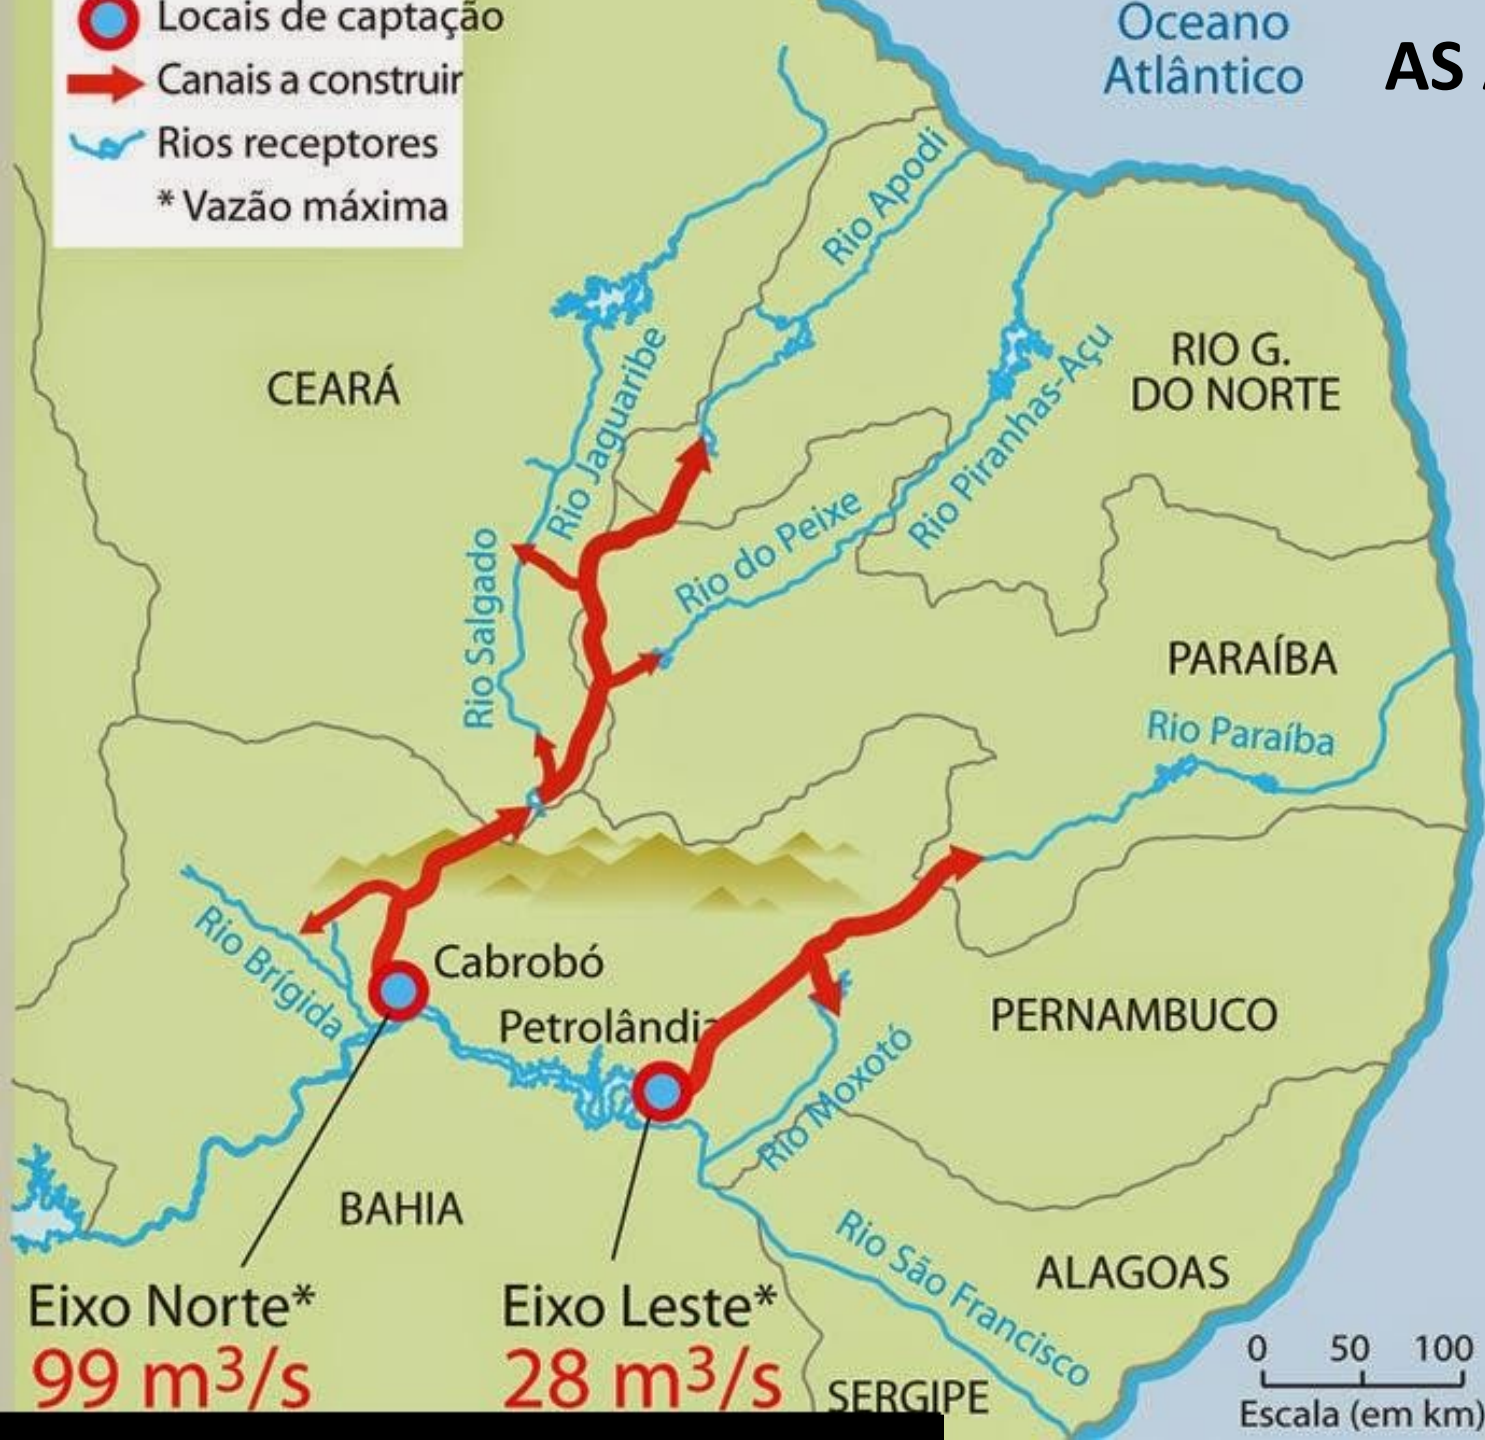 Locais de captação
Canais a construir
Rios receptores
* Vazão máxima
Oceano
Atlântico
AS
Rio Apodi
CEARÁ
Rio Jaguaribe
Rio Piranhas-Açu
RIO G.
DO NORTE
Rio Salgado
Rio do Peixe
PARAÍBA
Rio Paraíba
Rio Brígida
Cabrobó
Petrolândia
PERNAMBUCO
Rio Moxotó
BAHIA
Rio São Francisco
ALAGOAS
Eixo Norte*
99 m³/s
Eixo Leste*
28 m³/s
SERGIPE
0 50 100
Escala (em km)